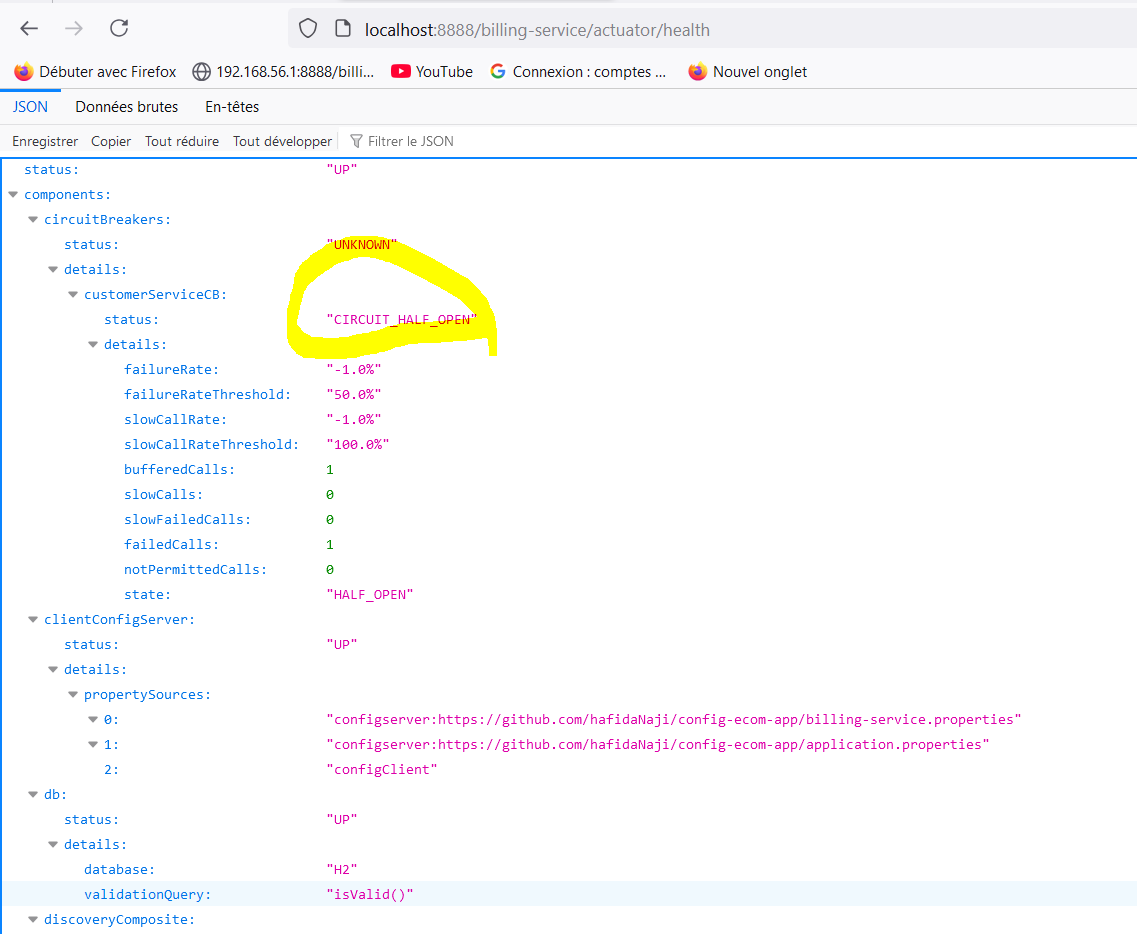 localhost:8888/billing-service/actuator/health
Débuter avec Firefox 192.168.56.1:8888/billi... YouTube Connexion : comptes ... Nouvel onglet
JSON Données brutes En-têtes
Enregistrer Copier Tout réduire Tout développer Filtrer le JSON
status: "UP"
components:
circuitBreakers:
status: "UNKNOWN"
details:
customerServiceCB:
status: "CIRCUIT_HALF_OPEN"
details:
failureRate: "-1.0%"
failureRateThreshold: "50.0%"
slowCallRate: "-1.0%"
slowCallRateThreshold: "100.0%"
bufferedCalls: 1
slowCalls: 0
slowFailedCalls: 0
failedCalls: 1
notPermittedCalls: 0
state: "HALF_OPEN"
clientConfigServer:
status: "UP"
details:
propertySources:
0: "configserver:https://github.com/hafidaNaji/config-ecom-app/billing-service.properties"
1: "configserver:https://github.com/hafidaNaji/config-ecom-app/application.properties"
2: "configClient"
db:
status: "UP"
details:
database: "H2"
validationQuery: "isValid()"
discoveryComposite: